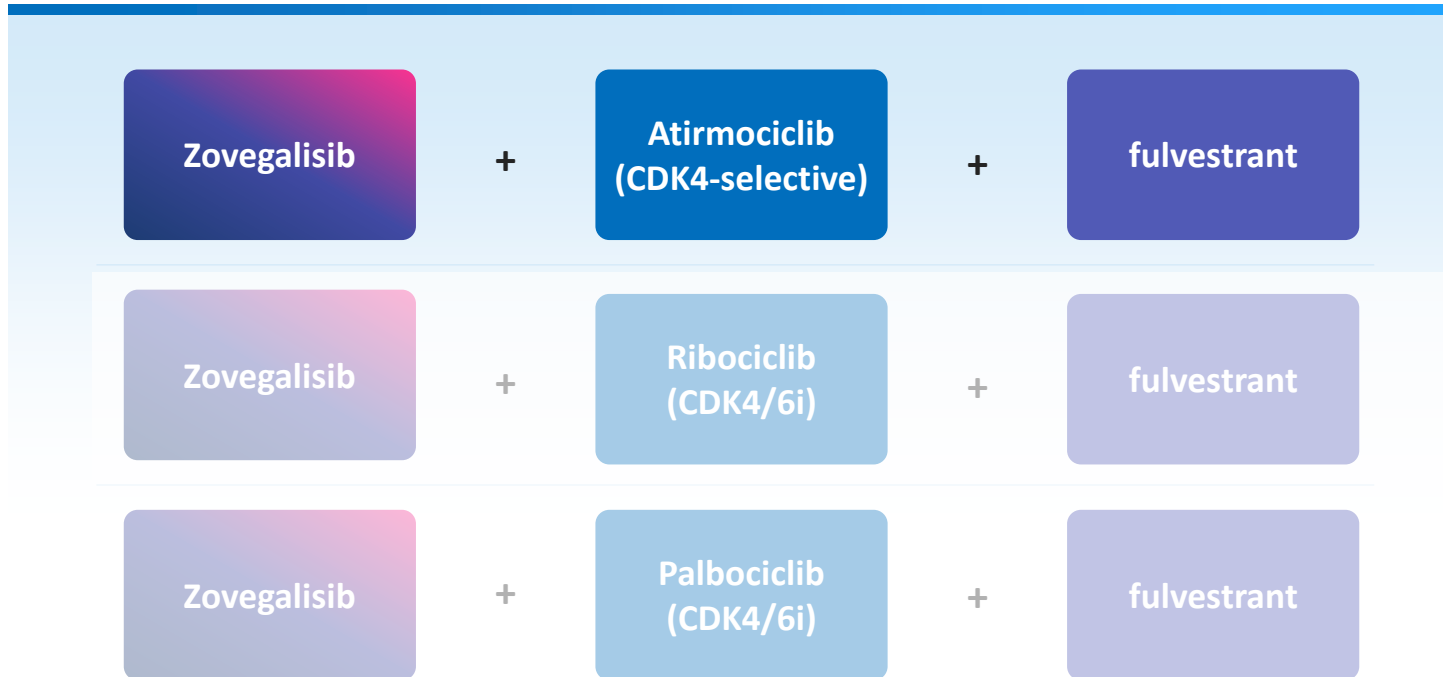 Zovegalisib + Atirmociclib
(CDK4-selective) + fulvestrant
Zovegalisib + Ribociclib
(CDK4/6i) + fulvestrant
Zovegalisib + Palbociclib
(CDK4/6i) + fulvestrant